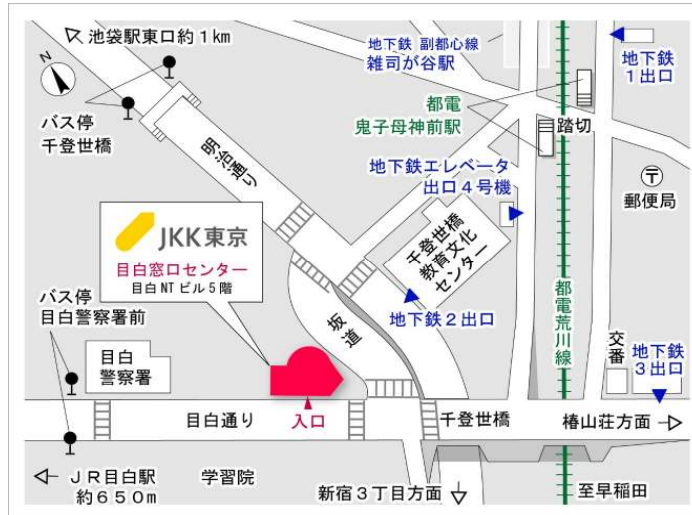 池袋駅東口約1km
地下鉄 副都心線
雑司が谷駅
地下鉄
1出口
都電
鬼子母神前駅
踏切
バス停
千登世橋
明治通り
地下鉄エレベータ
出口4号機
〒
郵便局
JKK東京
目白窓口センター
目白NTビル5階
千登世橋
教育文化
センター
バス停
目白警察署前
坂道
地下鉄2出口
都電荒川線
交番
地下鉄
3出口
目白
警察署
目白通り
入口
千登世橋
椿山荘方面
JR目白駅
約650m
学習院
新宿3丁目方面
至早稲田